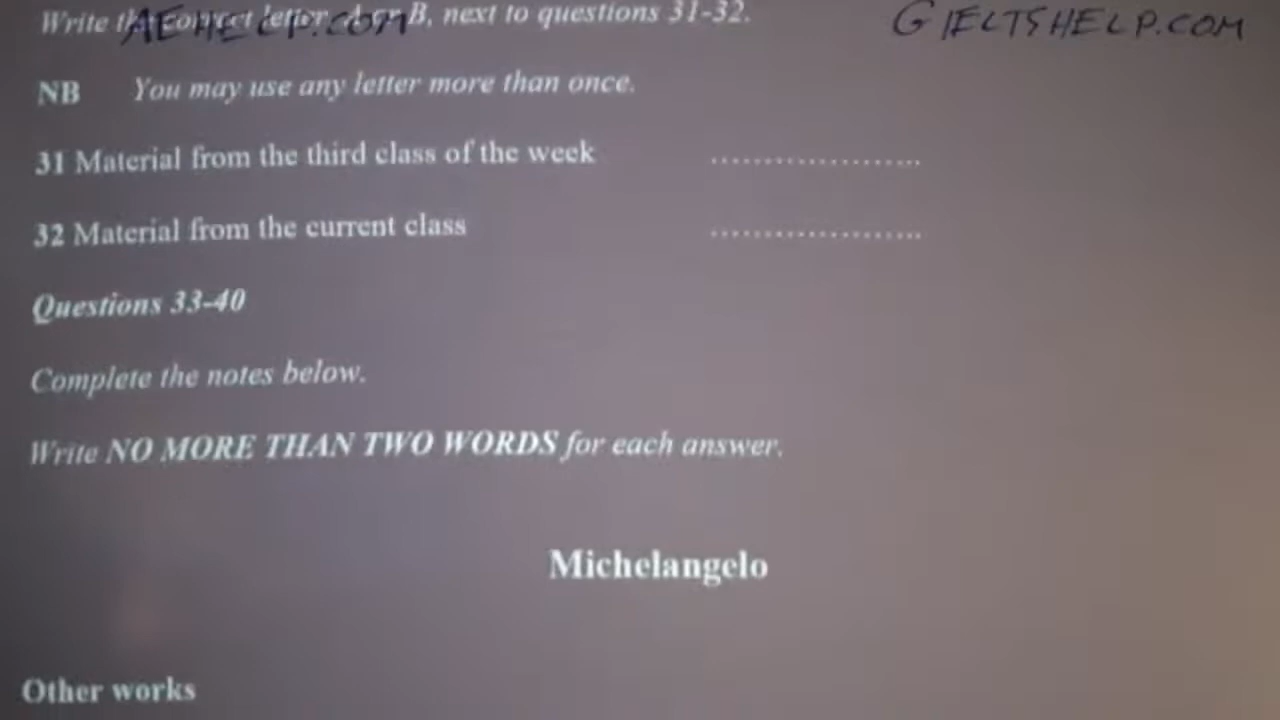 Write the correct letter, A or B, next to questions 31-32.
AEHELP.COM
GIELTSHELP.COM
NB You may use any letter more than once.
31 Material from the third class of the week ......................
32 Material from the current class ......................
Questions 33-40
Complete the notes below.
Write NO MORE THAN TWO WORDS for each answer.
Michelangelo
Other works